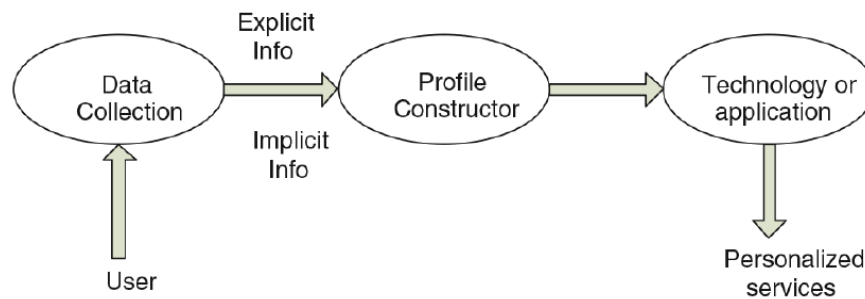 Explicit
Info
Data
Collection
Implicit
Info
Profile
Constructor
Technology or
application
User
Personalized
services